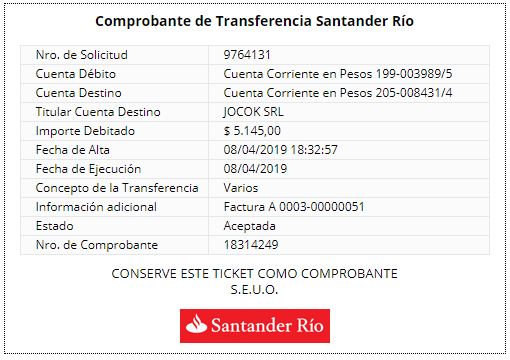 Comprobante de Transferencia Santander Río
Nro. de Solicitud 9764131
Cuenta Débito Cuenta Corriente en Pesos 199-003989/5
Cuenta Destino Cuenta Corriente en Pesos 205-008431/4
Titular Cuenta Destino JOCOK SRL
Importe Debitado $ 5.145,00
Fecha de Alta 08/04/2019 18:32:57
Fecha de Ejecución 08/04/2019
Concepto de la Transferencia Varios
Información adicional Factura A 0003-00000051
Estado Aceptada
Nro. de Comprobante 18314249
CONSERVE ESTE TICKET COMO COMPROBANTE
S.E.U.O.
Santander Río